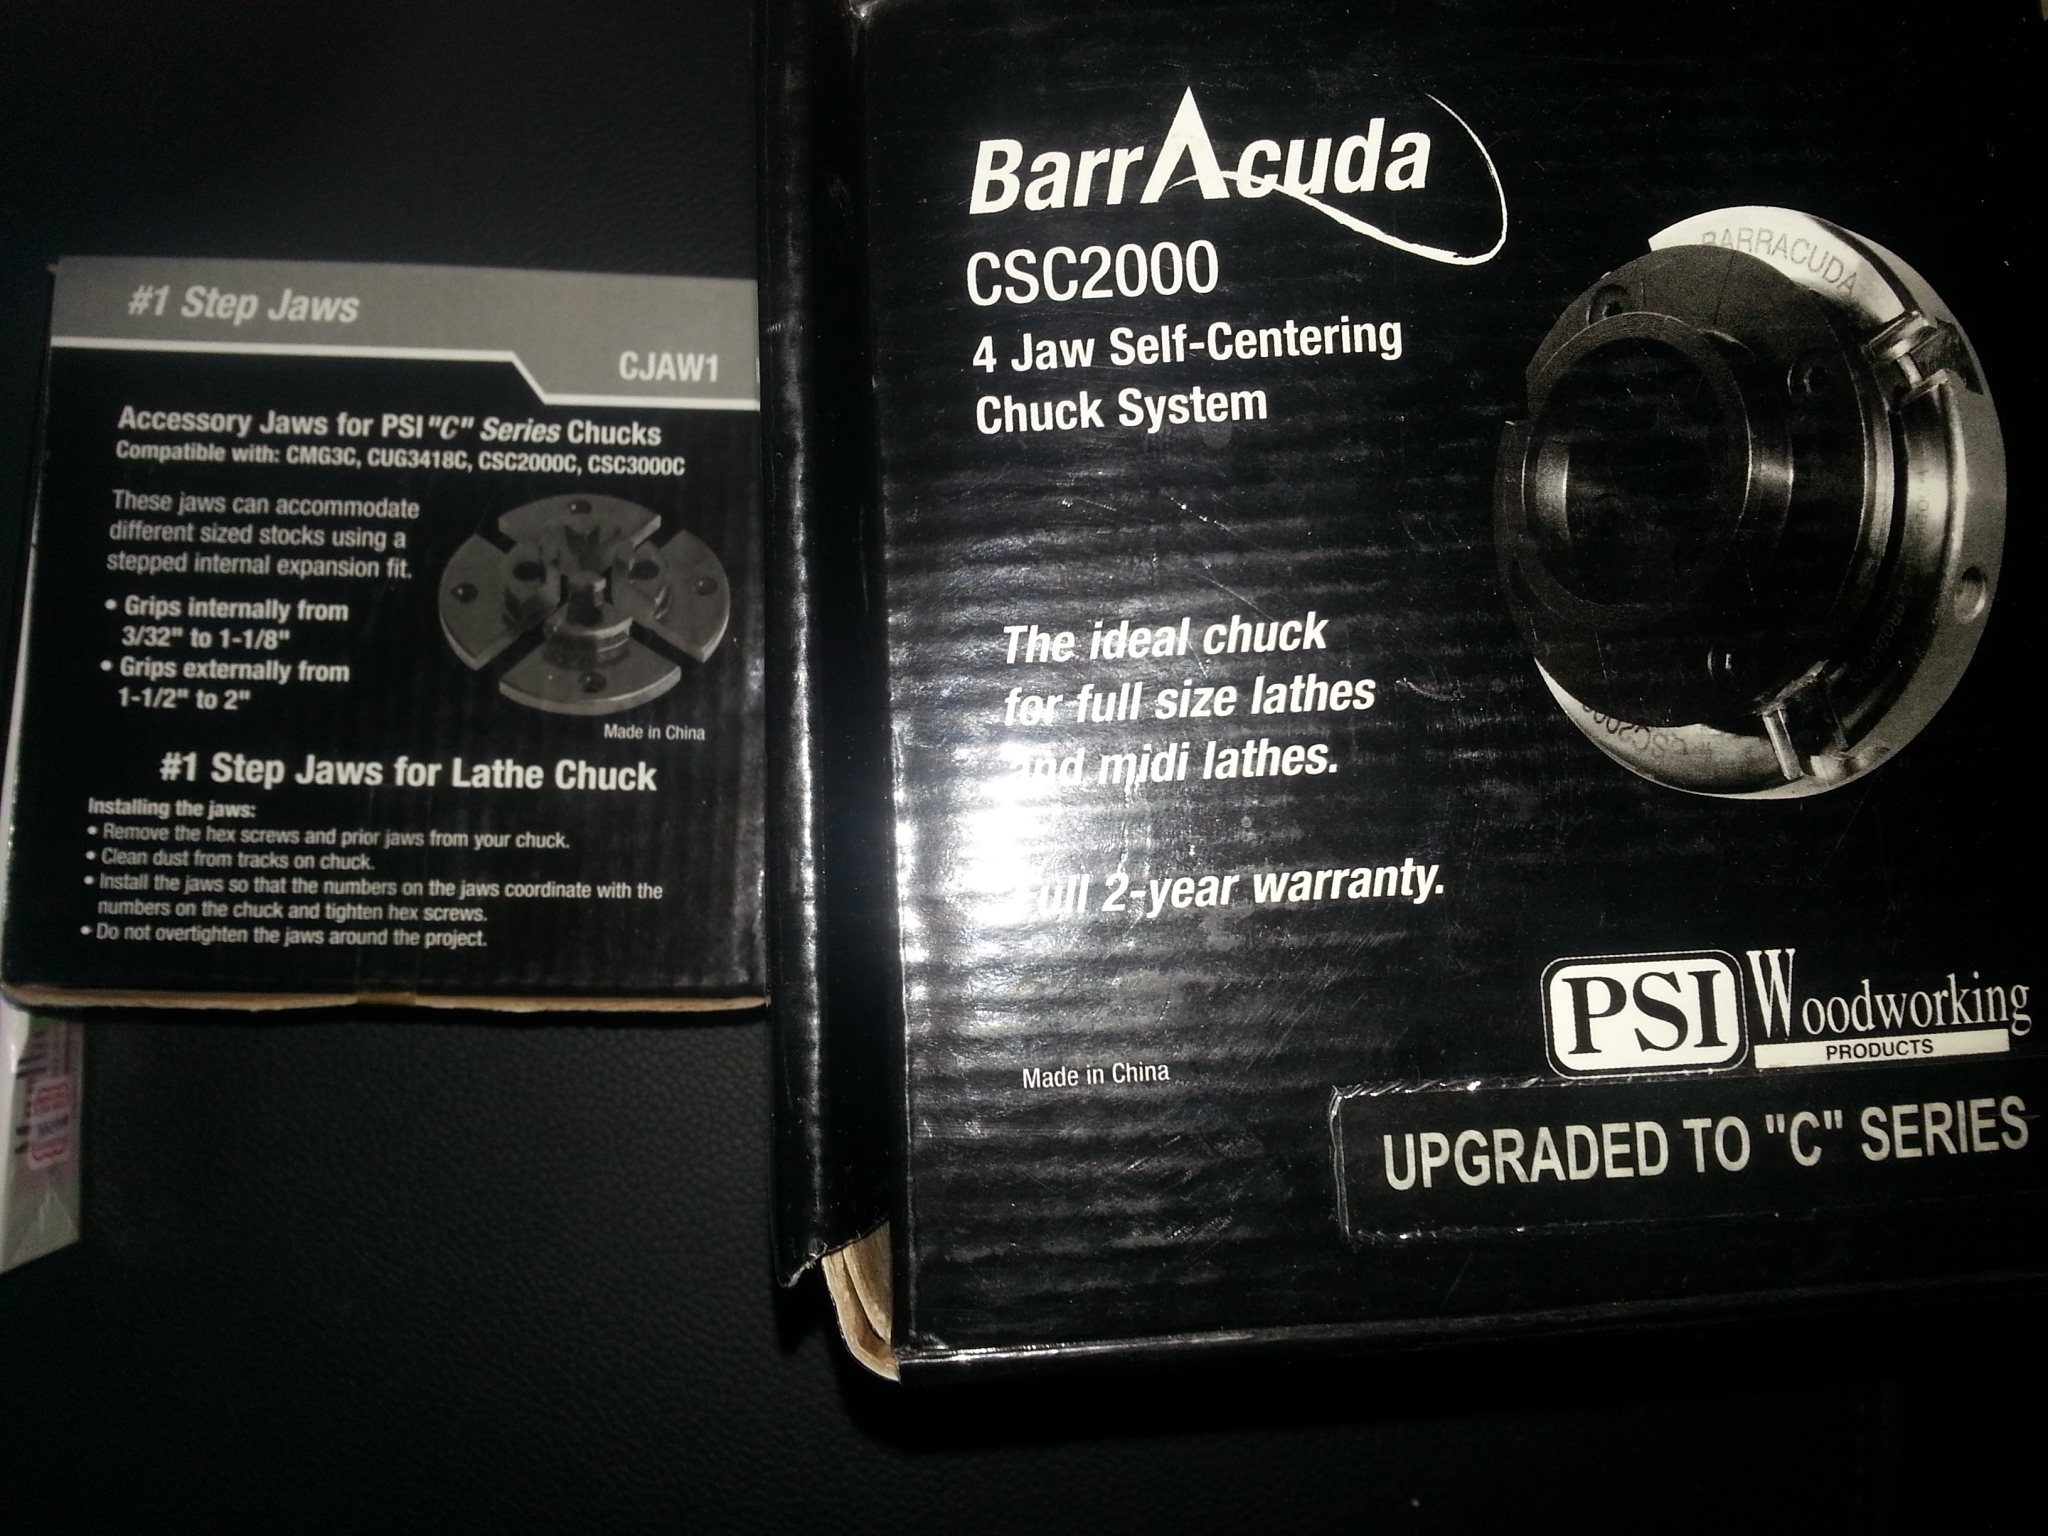 #1 Step Jaws
CJAW1
Accessory Jaws for PSI "C" Series Chucks
Compatible with: CMG3C, CUG3418C, CSC2000C, CSC3000C
These jaws can accommodate
different sized stocks using a
stepped internal expansion fit.
• Grips internally from
3/32" to 1-1/8"
• Grips externally from
1-1/2" to 2"
Made in China
#1 Step Jaws for Lathe Chuck
Installing the jaws:
• Remove the hex screws and prior jaws from your chuck.
• Clean dust from tracks on chuck.
• Install the jaws so that the numbers on the jaws coordinate with the
numbers on the chuck and tighten hex screws.
• Do not overtighten the jaws around the project.
BarrAcuda
CSC2000
4 Jaw Self-Centering
Chuck System
BARRACUDA
CSC2000
The ideal chuck
for full size lathes
and midi lathes.
Full 2-year warranty.
PSI Woodworking
PRODUCTS
Made in China
UPGRADED TO "C" SERIES